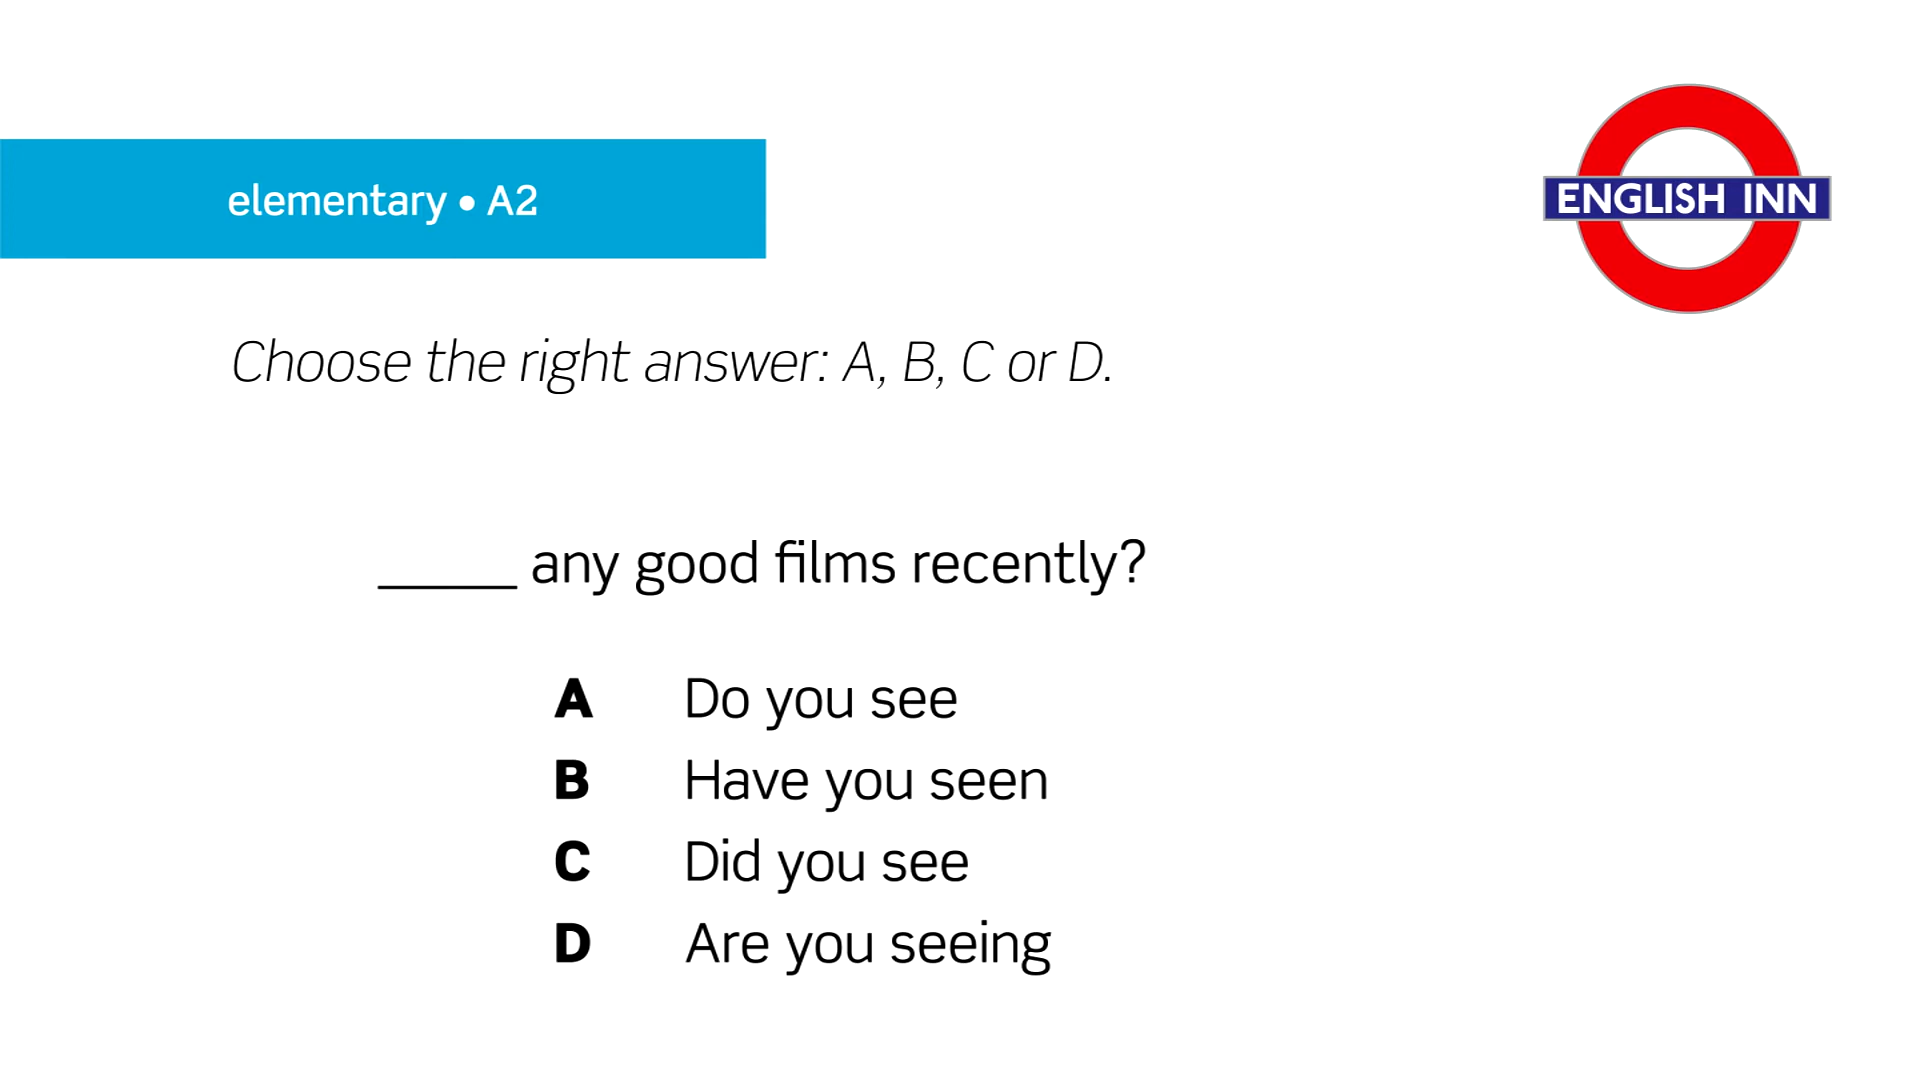 elementary • A2
ENGLISH INN
Choose the right answer: A, B, C or D.
_____ any good films recently?
A Do you see
B Have you seen
C Did you see
D Are you seeing